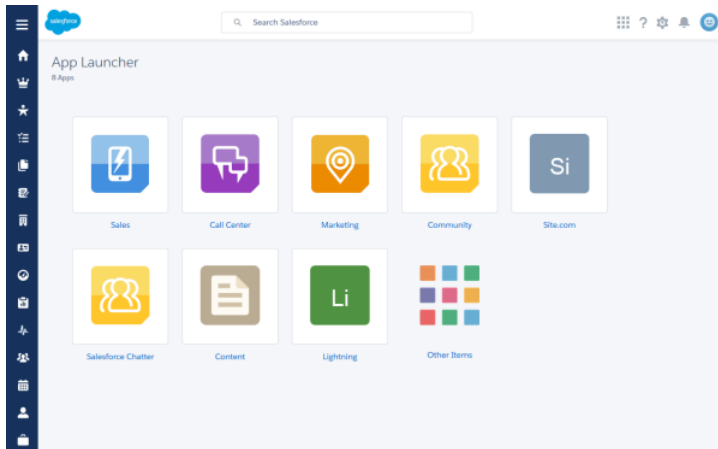 salesforce
Search Salesforce
App Launcher
8 Apps
Si
Sales
Call Center
Marketing
Community
Site.com
Li
Salesforce Chatter
Content
Lightning
Other Items